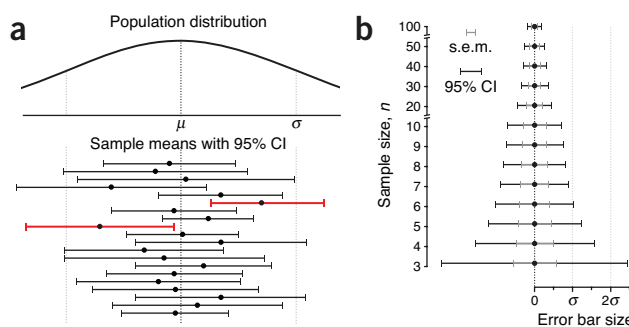 a
Population distribution
μ
σ
Sample means with 95% CI
b
Sample size, n
100
50
40
30
20
10
9
8
7
6
5
4
3
s.e.m.
95% CI
0
σ
2σ
Error bar size